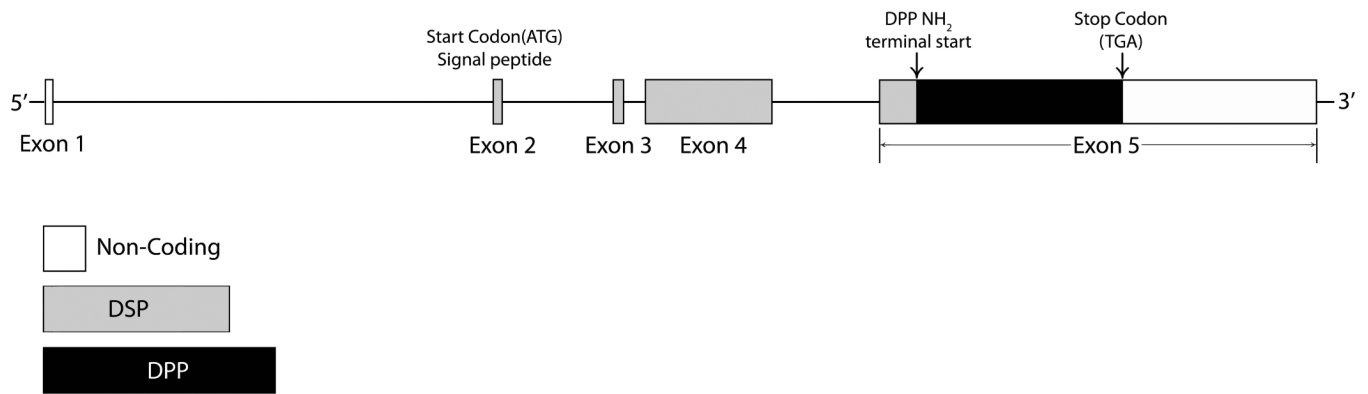 Start Codon(ATG)
Signal peptide
DPP NH₂
terminal start
Stop Codon
(TGA)
5′
3′
Exon 1
Exon 2
Exon 3
Exon 4
Exon 5
Non-Coding
DSP
DPP